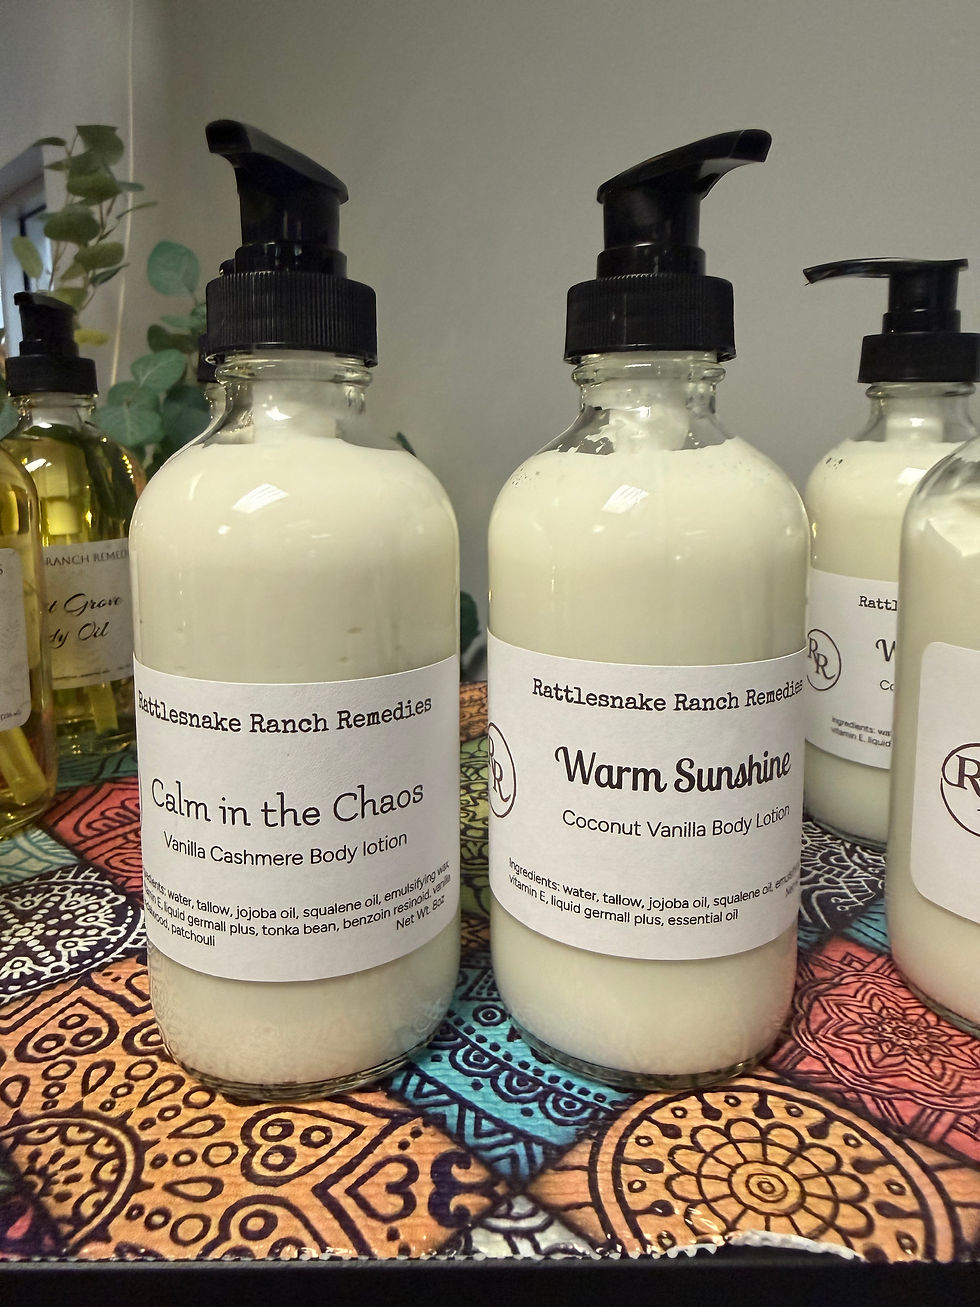 Rattlesnake Ranch Remedies
Calm in the Chaos
Vanilla Cashmere Body lotion
water, tallow, jojoba oil, squalene oil, emulsifying wax,
E, liquid germall plus, tonka bean, benzoin resinoid, vanilla
patchouli
Net Wt. 8oz
Rattlesnake Ranch Remedies
RR
Warm Sunshine
Coconut Vanilla Body Lotion
Ingredients: water, tallow, jojoba oil, squalene oil,
vitamin E, liquid germall plus, essential oil
RANCH
Grove
Oil
RR
Ingredients:
vitamin E, liquid
R